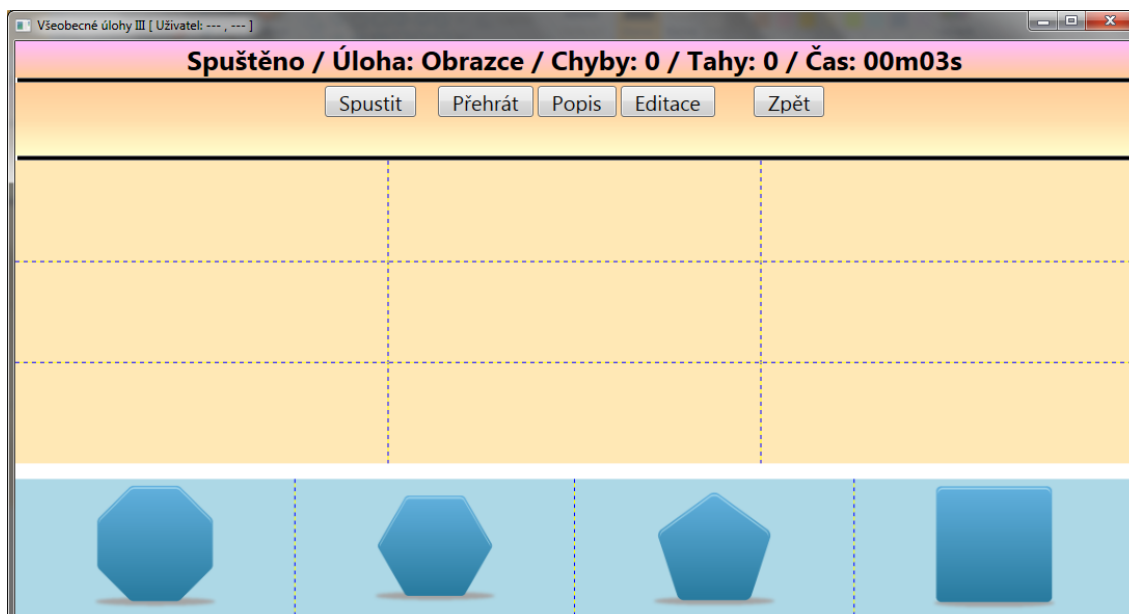 Všeobecné úlohy III [ Uživatel: --- , --- ]
Spuštěno / Úloha: Obrazce / Chyby: 0 / Tahy: 0 / Čas: 00m03s
Spustit Přehrát Popis Editace Zpět